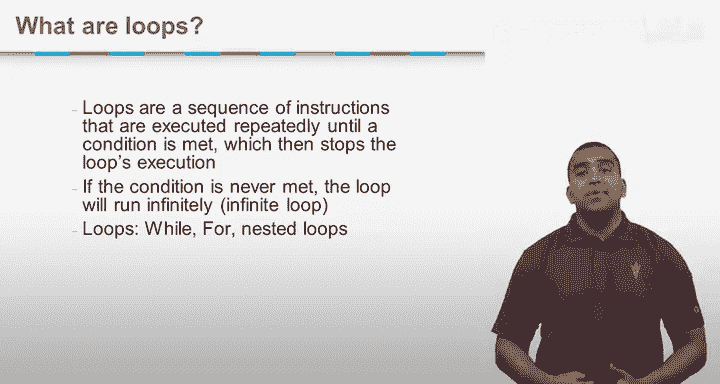 What are loops?
- Loops are a sequence of instructions
that are executed repeatedly until a
condition is met, which then stops the
loop's execution
- If the condition is never met, the loop
will run infinitely (infinite loop)
- Loops: While, For, nested loops